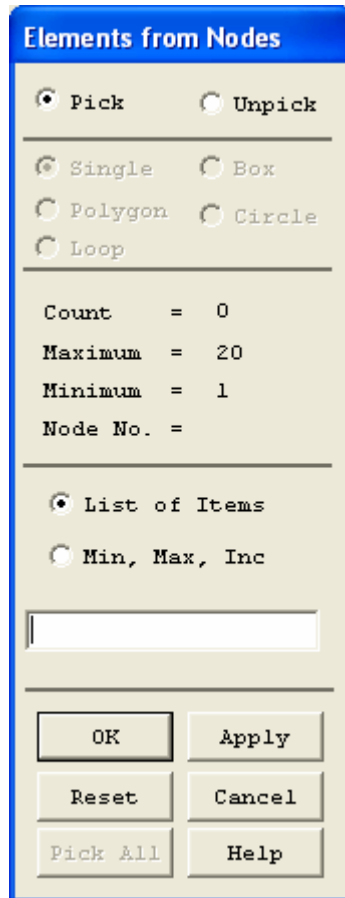 Elements from Nodes
Pick Unpick
Single Box
Polygon Circle
Loop
Count = 0
Maximum = 20
Minimum = 1
Node No. =
List of Items
Min, Max, Inc
OK Apply
Reset Cancel
Pick All Help